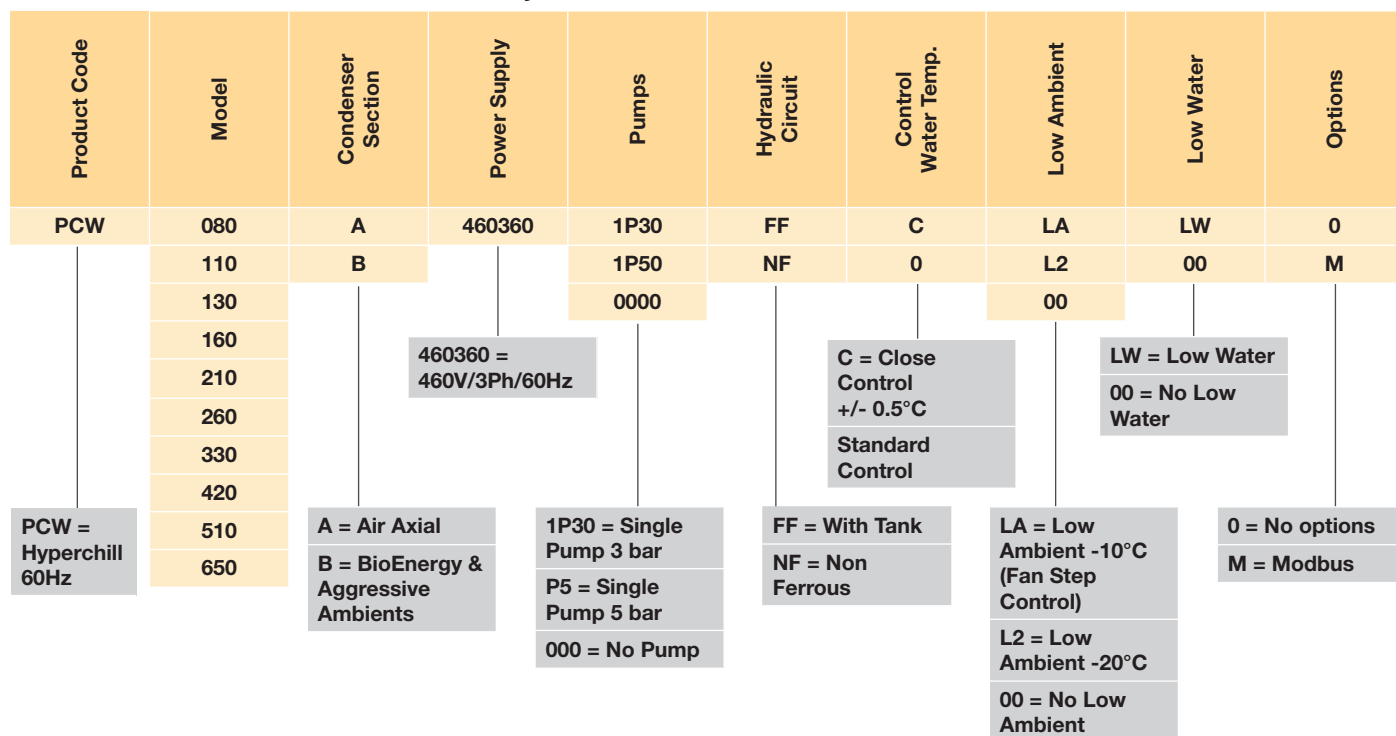 Product Code
Model
Condenser
Section
Power Supply
Pumps
Hydraulic
Circuit
Control
Water Temp.
Low Ambient
Low Water
Options
PCW 080 A 460360 1P30 FF C LA LW 0
110 B 1P50 NF 0 L2 00 M
130 0000 00
160
210
260
330
420
510
650
PCW =
Hyperchill
60Hz
A = Air Axial
B = BioEnergy &
Aggressive
Ambients
460360 =
460V/3Ph/60Hz
1P30 = Single
Pump 3 bar
P5 = Single
Pump 5 bar
000 = No Pump
FF = With Tank
NF = Non
Ferrous
C = Close
Control
+/- 0.5°C
Standard
Control
LA = Low
Ambient -10°C
(Fan Step
Control)
L2 = Low
Ambient -20°C
00 = No Low
Ambient
LW = Low Water
00 = No Low
Water
0 = No options
M = Modbus